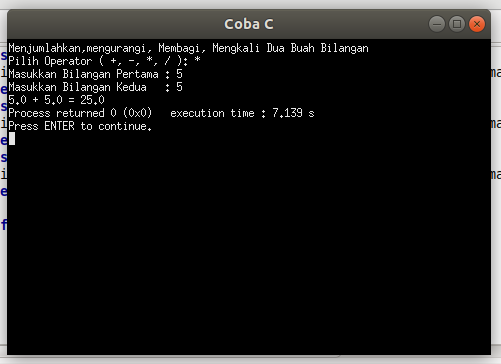 Coba C
Menjumlahkan,mengurangi, Membagi, Mengkali Dua Buah Bilangan
Pilih Operator ( +, -, *, / ): *
Masukkan Bilangan Pertama : 5
Masukkan Bilangan Kedua   : 5
5.0 + 5.0 = 25.0
Process returned 0 (0x0)   execution time : 7.139 s
Press ENTER to continue.